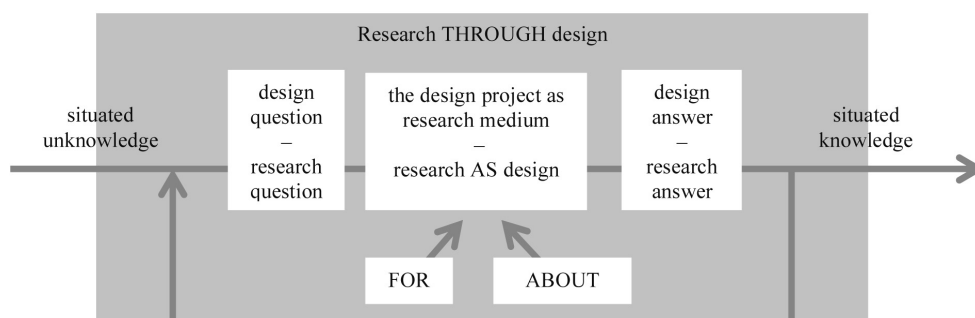 Research THROUGH design
situated
unknowledge
design
question
–
research
question
the design project as
research medium
–
research AS design
design
answer
–
research
answer
situated
knowledge
FOR
ABOUT